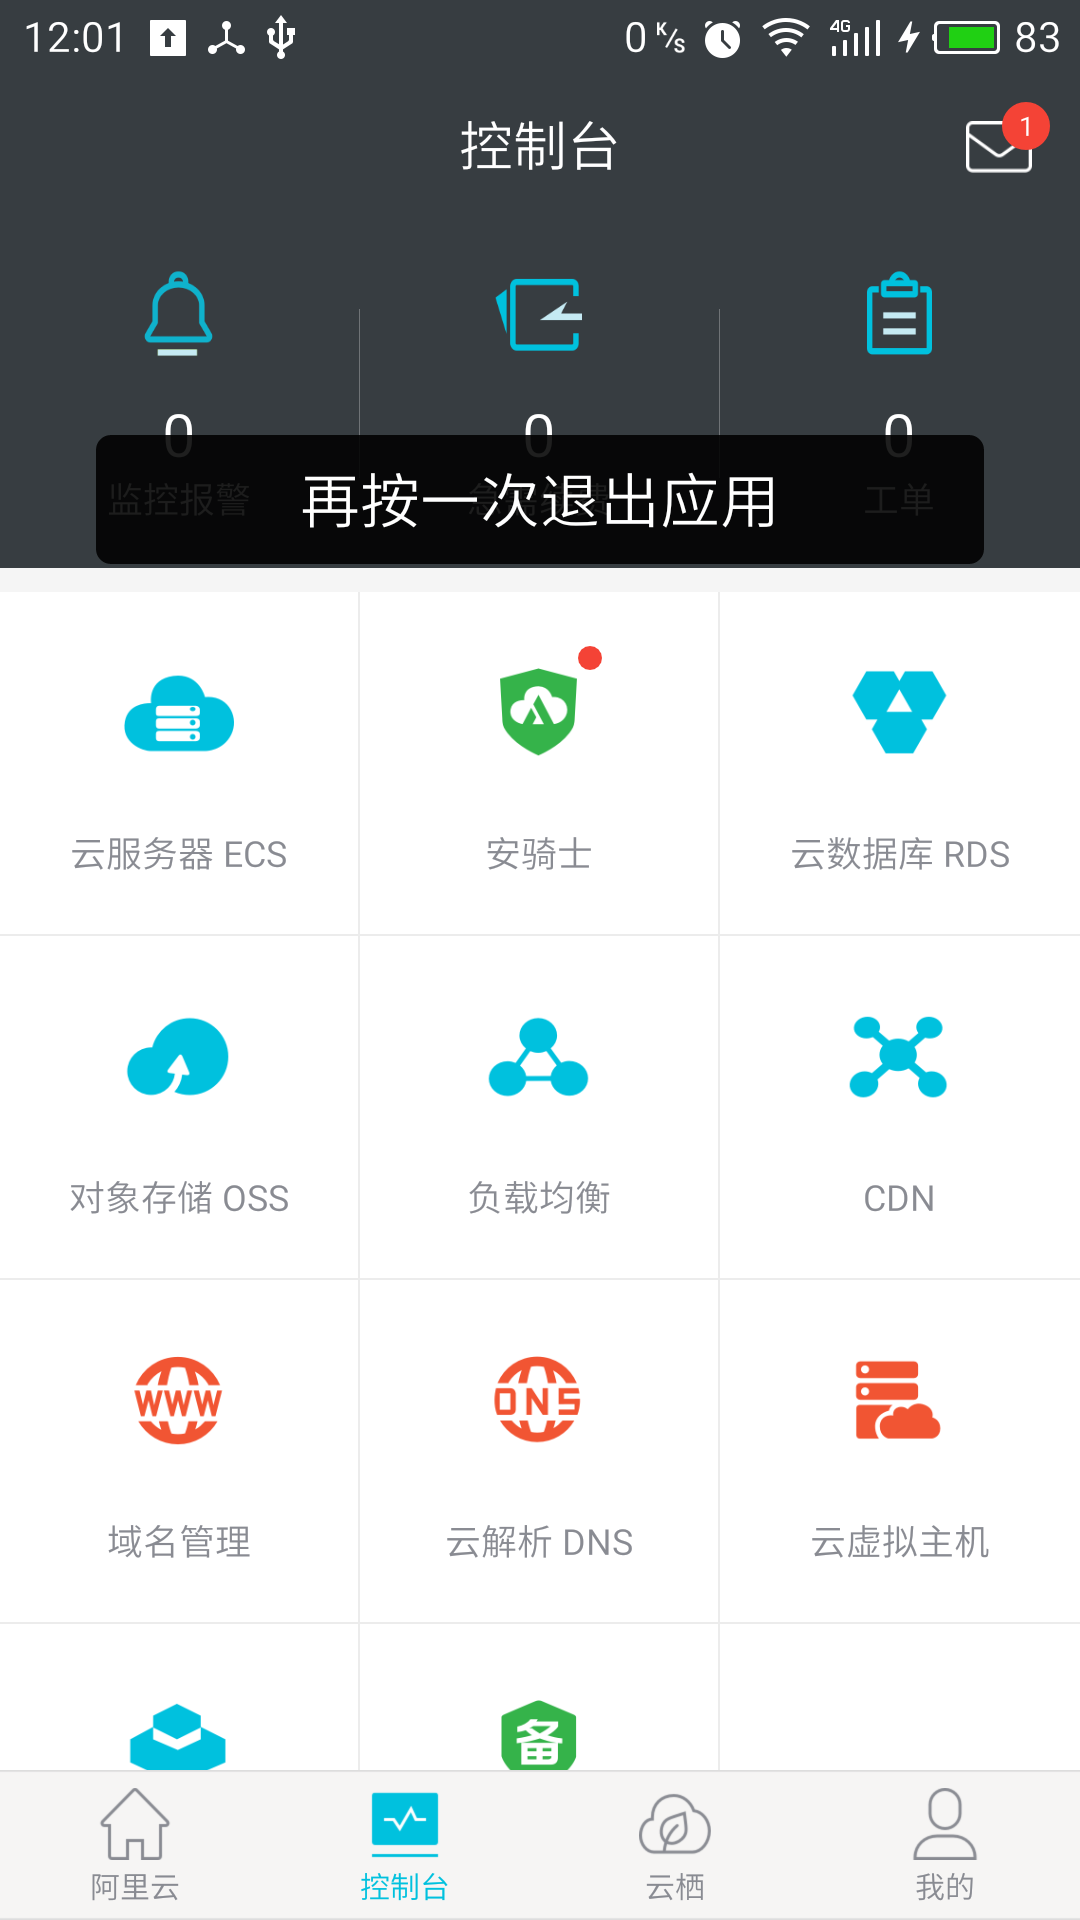 12:01
0 K/s
4G
83
控制台
1
0
0
0
监控报警
工单
再按一次退出应用
云服务器 ECS
安骑士
云数据库 RDS
对象存储 OSS
负载均衡
CDN
WWW
DNS
域名管理
云解析 DNS
云虚拟主机
备
阿里云
控制台
云栖
我的